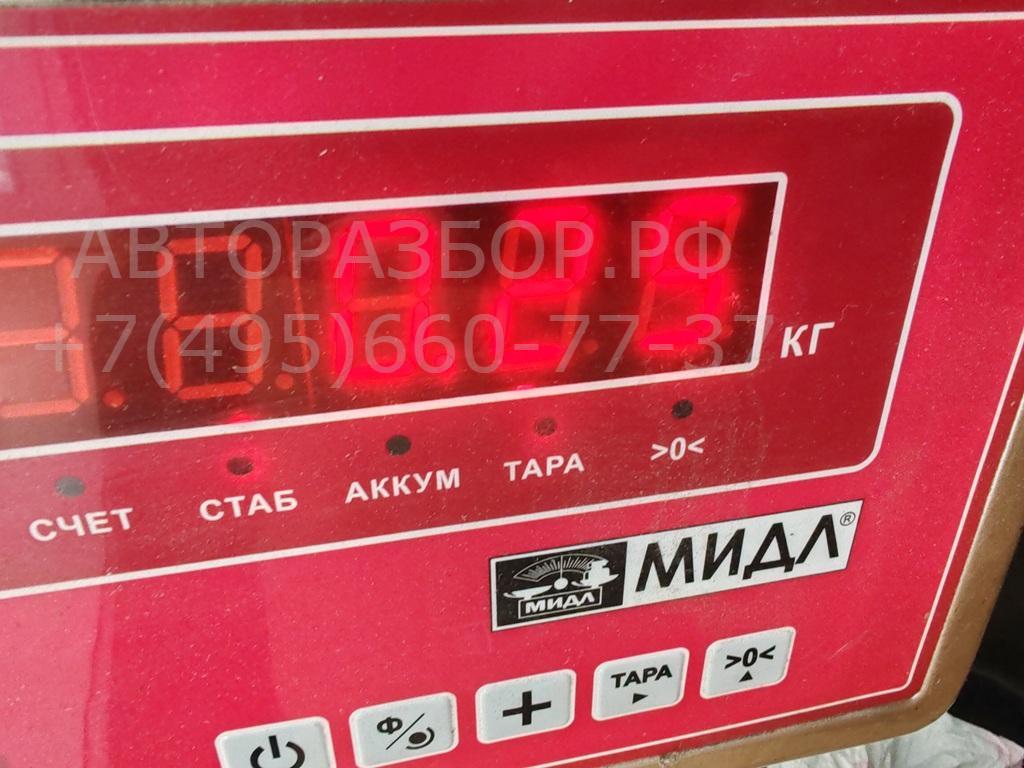 АВТОРАЗБОР.РФ
+7(495)660-77-37
КГ
СЧЕТ СТАБ АККУМ ТАРА >0<
МИДЛ МИДЛ®
Ф ТАРА >0<